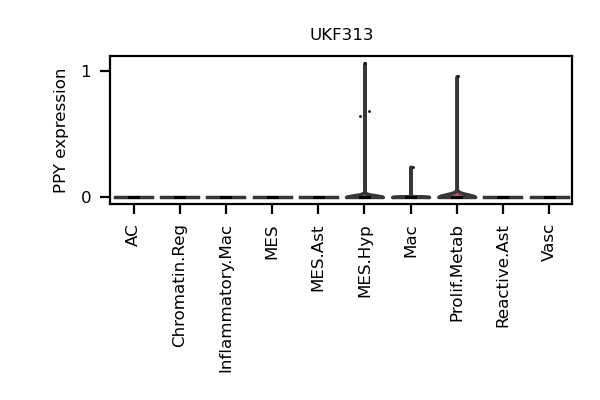 UKF313
PPY expression
1
0
AC
Chromatin.Reg
Inflammatory.Mac
MES
MES.Ast
MES.Hyp
Mac
Prolif.Metab
Reactive.Ast
Vasc